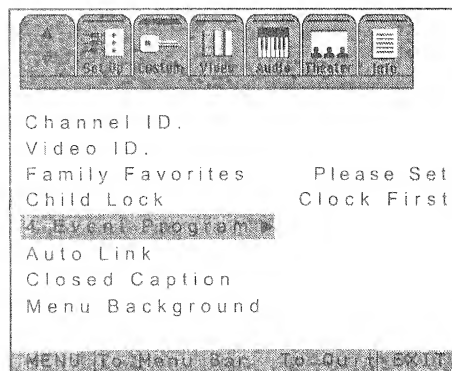 Set Up Custom Video Audio Theater Info
Channel ID.
Video ID.
Family Favorites Please Set
Child Lock Clock First
4 Event Program
Auto Link
Closed Caption
Menu Background
MENU To Menu Bar To Quit EXIT